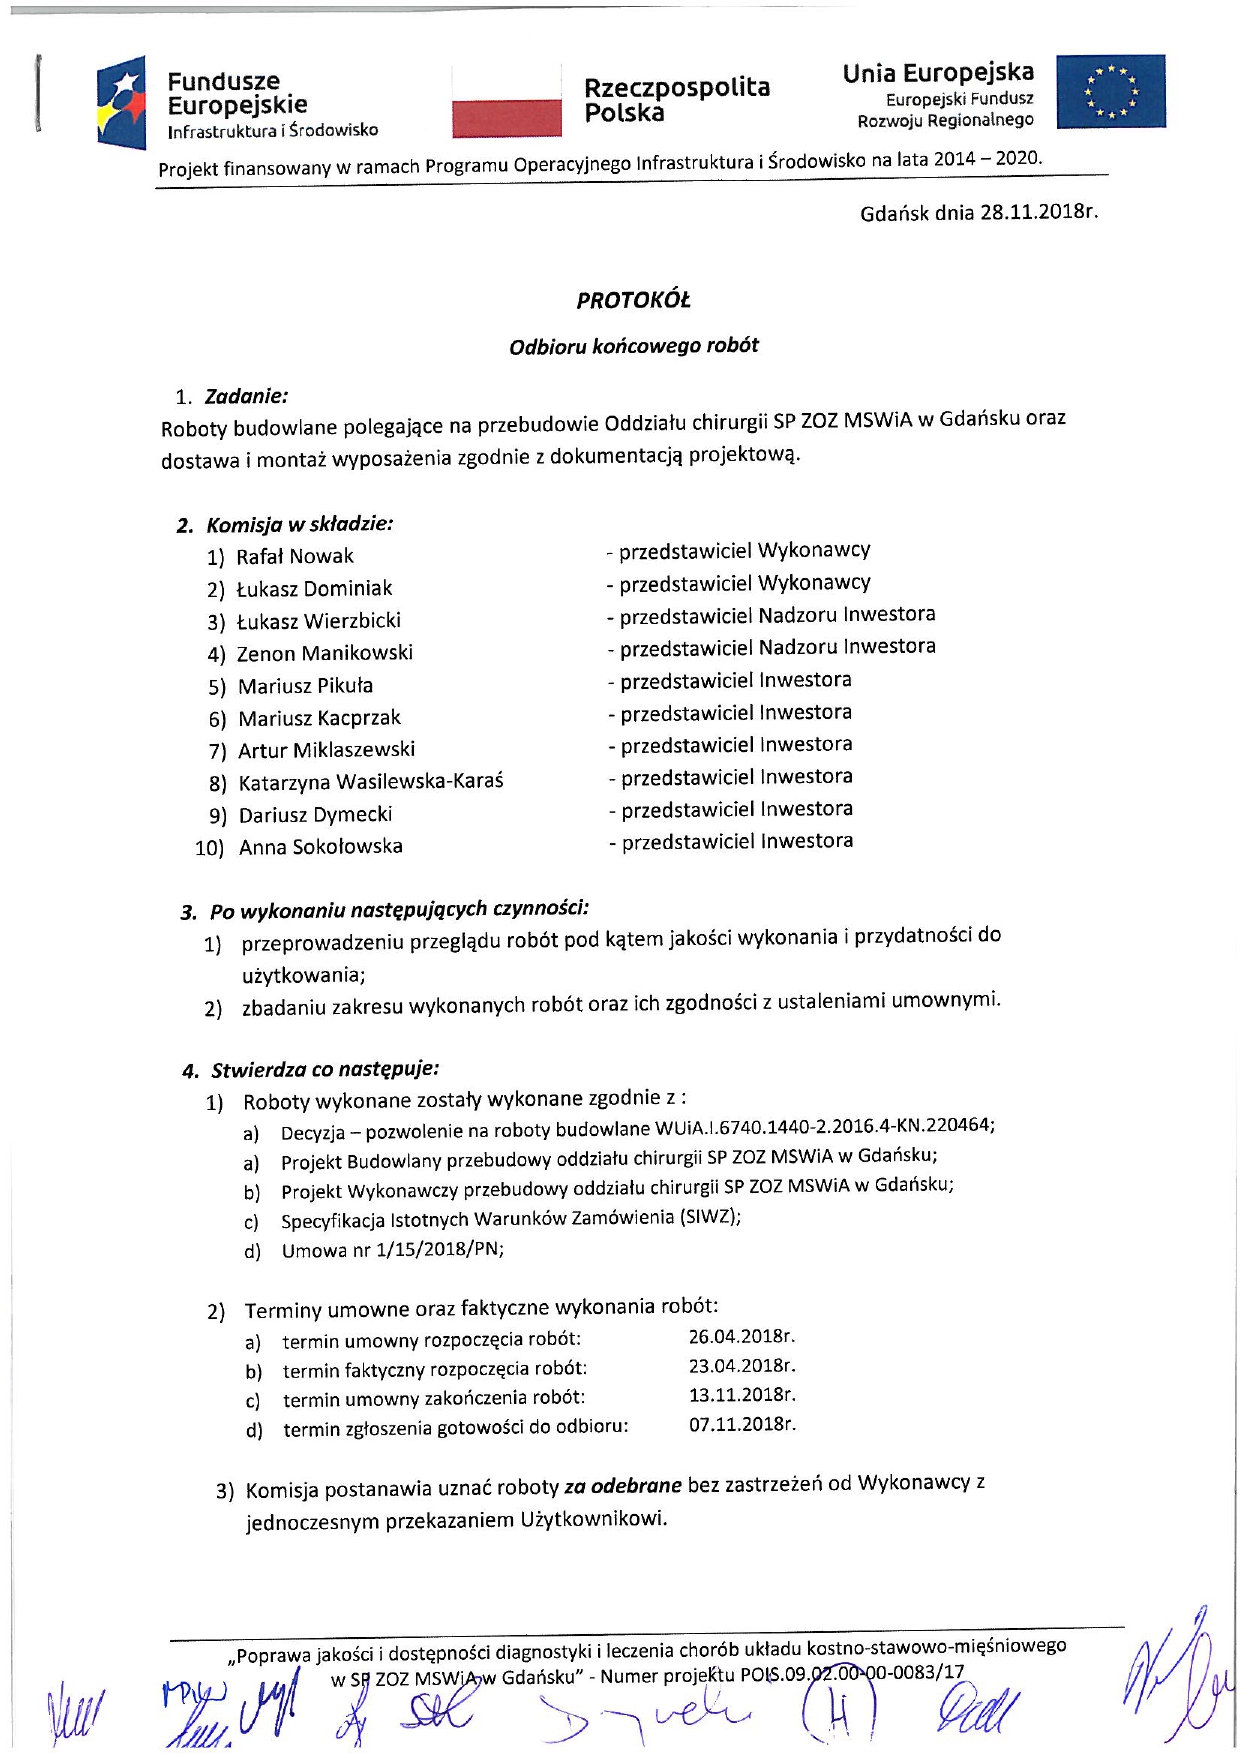 Fundusze
Europejskie
Infrastruktura i Środowisko
Rzeczpospolita
Polska
Unia Europejska
Europejski Fundusz
Rozwoju Regionalnego
Projekt finansowany w ramach Programu Operacyjnego Infrastruktura i Środowisko na lata 2014 – 2020.
Gdańsk dnia 28.11.2018r.
PROTOKÓŁ
Odbioru końcowego robót
1. Zadanie:
Roboty budowlane polegające na przebudowie Oddziału chirurgii SP ZOZ MSWiA w Gdańsku oraz
dostawa i montaż wyposażenia zgodnie z dokumentacją projektową.
2. Komisja w składzie:
1) Rafał Nowak - przedstawiciel Wykonawcy
2) Łukasz Dominiak - przedstawiciel Wykonawcy
3) Łukasz Wierzbicki - przedstawiciel Nadzoru Inwestora
4) Zenon Manikowski - przedstawiciel Nadzoru Inwestora
5) Mariusz Pikuła - przedstawiciel Inwestora
6) Mariusz Kacprzak - przedstawiciel Inwestora
7) Artur Miklaszewski - przedstawiciel Inwestora
8) Katarzyna Wasilewska-Karaś - przedstawiciel Inwestora
9) Dariusz Dymecki - przedstawiciel Inwestora
10) Anna Sokołowska - przedstawiciel Inwestora
3. Po wykonaniu następujących czynności:
1) przeprowadzeniu przeglądu robót pod kątem jakości wykonania i przydatności do
użytkowania;
2) zbadaniu zakresu wykonanych robót oraz ich zgodności z ustaleniami umownymi.
4. Stwierdza co następuje:
1) Roboty wykonane zostały wykonane zgodnie z :
a) Decyzja – pozwolenie na roboty budowlane WUiA.I.6740.1440-2.2016.4-KN.220464;
a) Projekt Budowlany przebudowy oddziału chirurgii SP ZOZ MSWiA w Gdańsku;
b) Projekt Wykonawczy przebudowy oddziału chirurgii SP ZOZ MSWiA w Gdańsku;
c) Specyfikacja Istotnych Warunków Zamówienia (SIWZ);
d) Umowa nr 1/15/2018/PN;
2) Terminy umowne oraz faktyczne wykonania robót:
a) termin umowny rozpoczęcia robót: 26.04.2018r.
b) termin faktyczny rozpoczęcia robót: 23.04.2018r.
c) termin umowny zakończenia robót: 13.11.2018r.
d) termin zgłoszenia gotowości do odbioru: 07.11.2018r.
3) Komisja postanawia uznać roboty za odebrane bez zastrzeżeń od Wykonawcy z
jednoczesnym przekazaniem Użytkownikowi.
„Poprawa jakości i dostępności diagnostyki i leczenia chorób układu kostno-stawowo-mięśniowego
w SP ZOZ MSWiA w Gdańsku” - Numer projektu POIS.09.02.00-00-0083/17